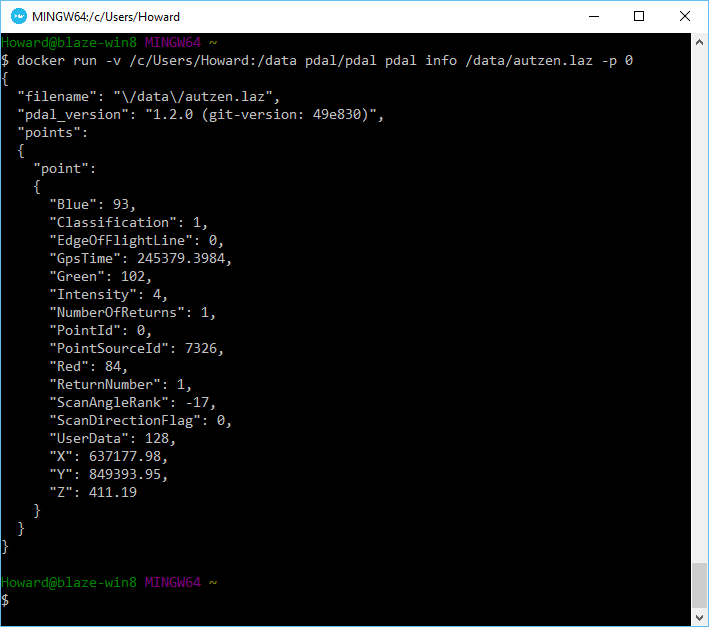 MINGW64:/c/Users/Howard
Howard@blaze-win8 MINGW64 ~
$ docker run -v /c/Users/Howard:/data pdal/pdal pdal info /data/autzen.laz -p 0
{
  "filename": "\/data\/autzen.laz",
  "pdal_version": "1.2.0 (git-version: 49e830)",
  "points":
  {
    "point":
    {
      "Blue": 93,
      "Classification": 1,
      "EdgeOfFlightLine": 0,
      "GpsTime": 245379.3984,
      "Green": 102,
      "Intensity": 4,
      "NumberOfReturns": 1,
      "PointId": 0,
      "PointSourceId": 7326,
      "Red": 84,
      "ReturnNumber": 1,
      "ScanAngleRank": -17,
      "ScanDirectionFlag": 0,
      "UserData": 128,
      "X": 637177.98,
      "Y": 849393.95,
      "Z": 411.19
    }
  }
}
Howard@blaze-win8 MINGW64 ~
$